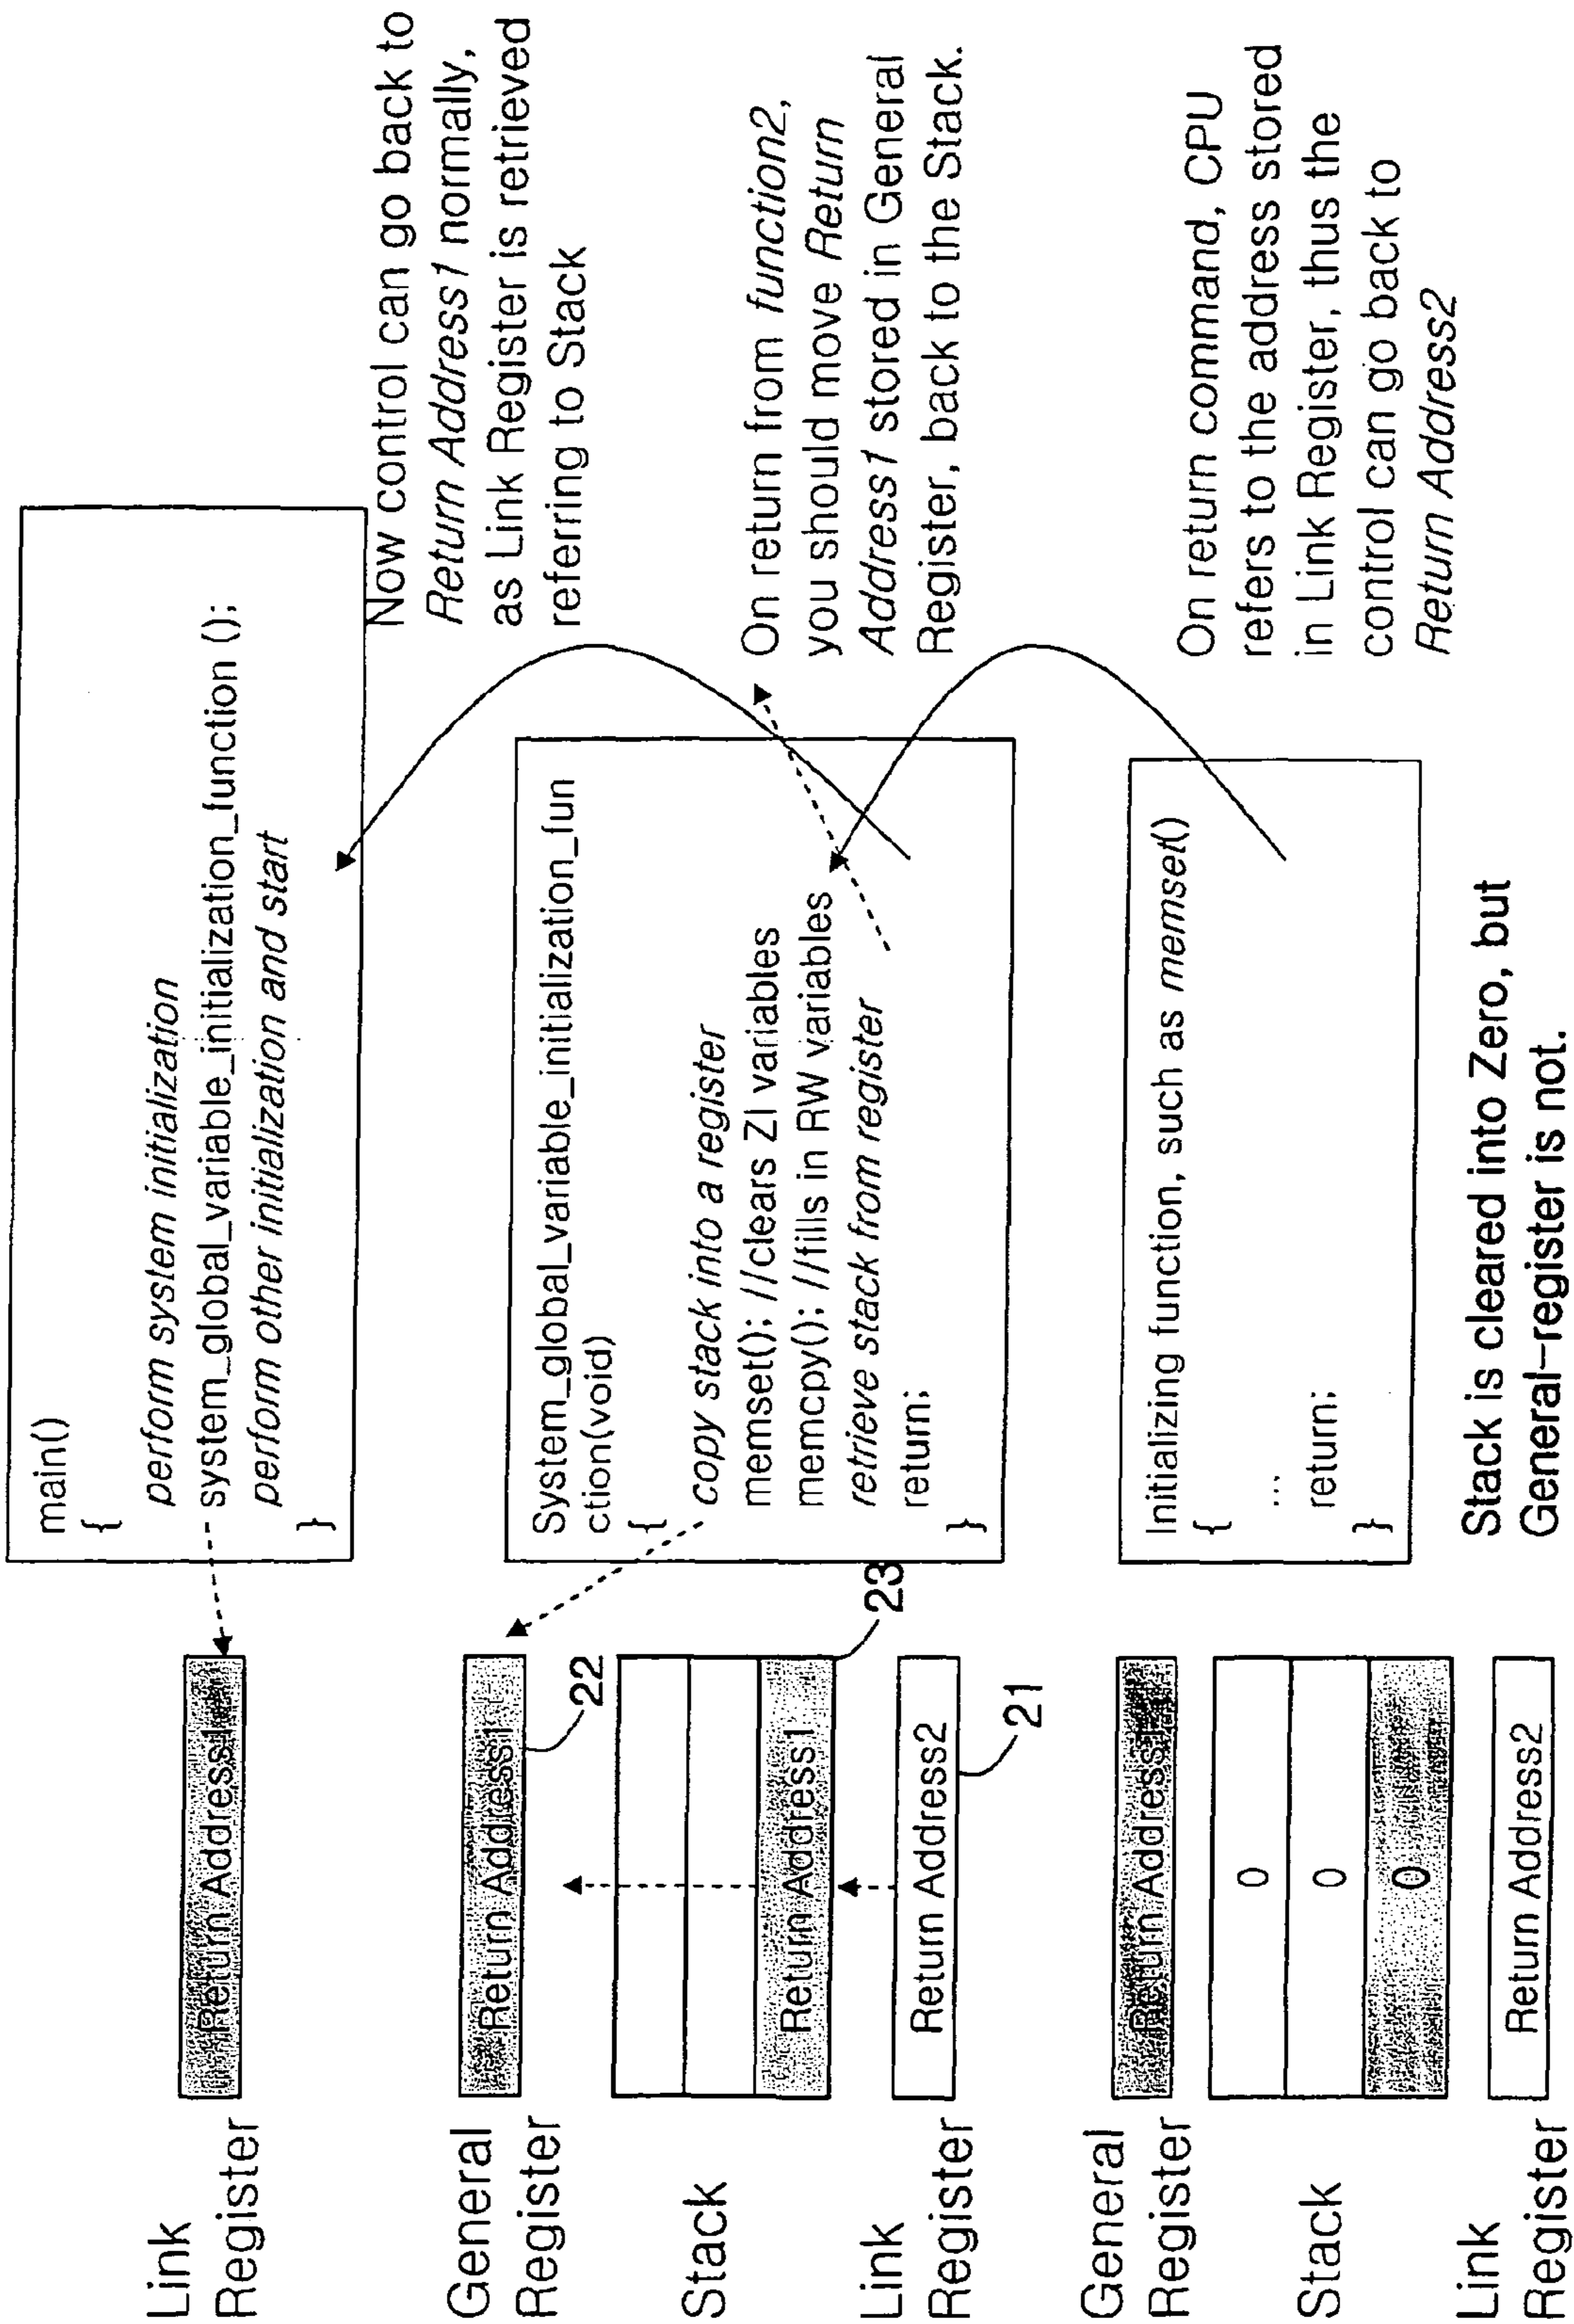 Link
Register
Return Address1
main()
{
perform system initialization
system_global_variable_initialization_function ();
perform other initialization and start
}
Now control can go back to
Return Address1 normally,
as Link Register is retrieved
referring to Stack
General
Register
Return Address1
22
Stack
Return Address1
23
Link
Register
Return Address2
21
System_global_variable_initialization_fun
ction(void)
{
copy stack into a register
memset(); //clears ZI variables
memcpy(); //fills in RW variables
retrieve stack from register
return;
}
On return from function2,
you should move Return
Address1 stored in General
Register, back to the Stack.
General
Register
Return Address1
Stack
0
0
0
Link
Register
Return Address2
Initializing function, such as memset()
{
...
return;
}
On return command, CPU
refers to the address stored
in Link Register, thus the
control can go back to
Return Address2
Stack is cleared into Zero, but
General-register is not.